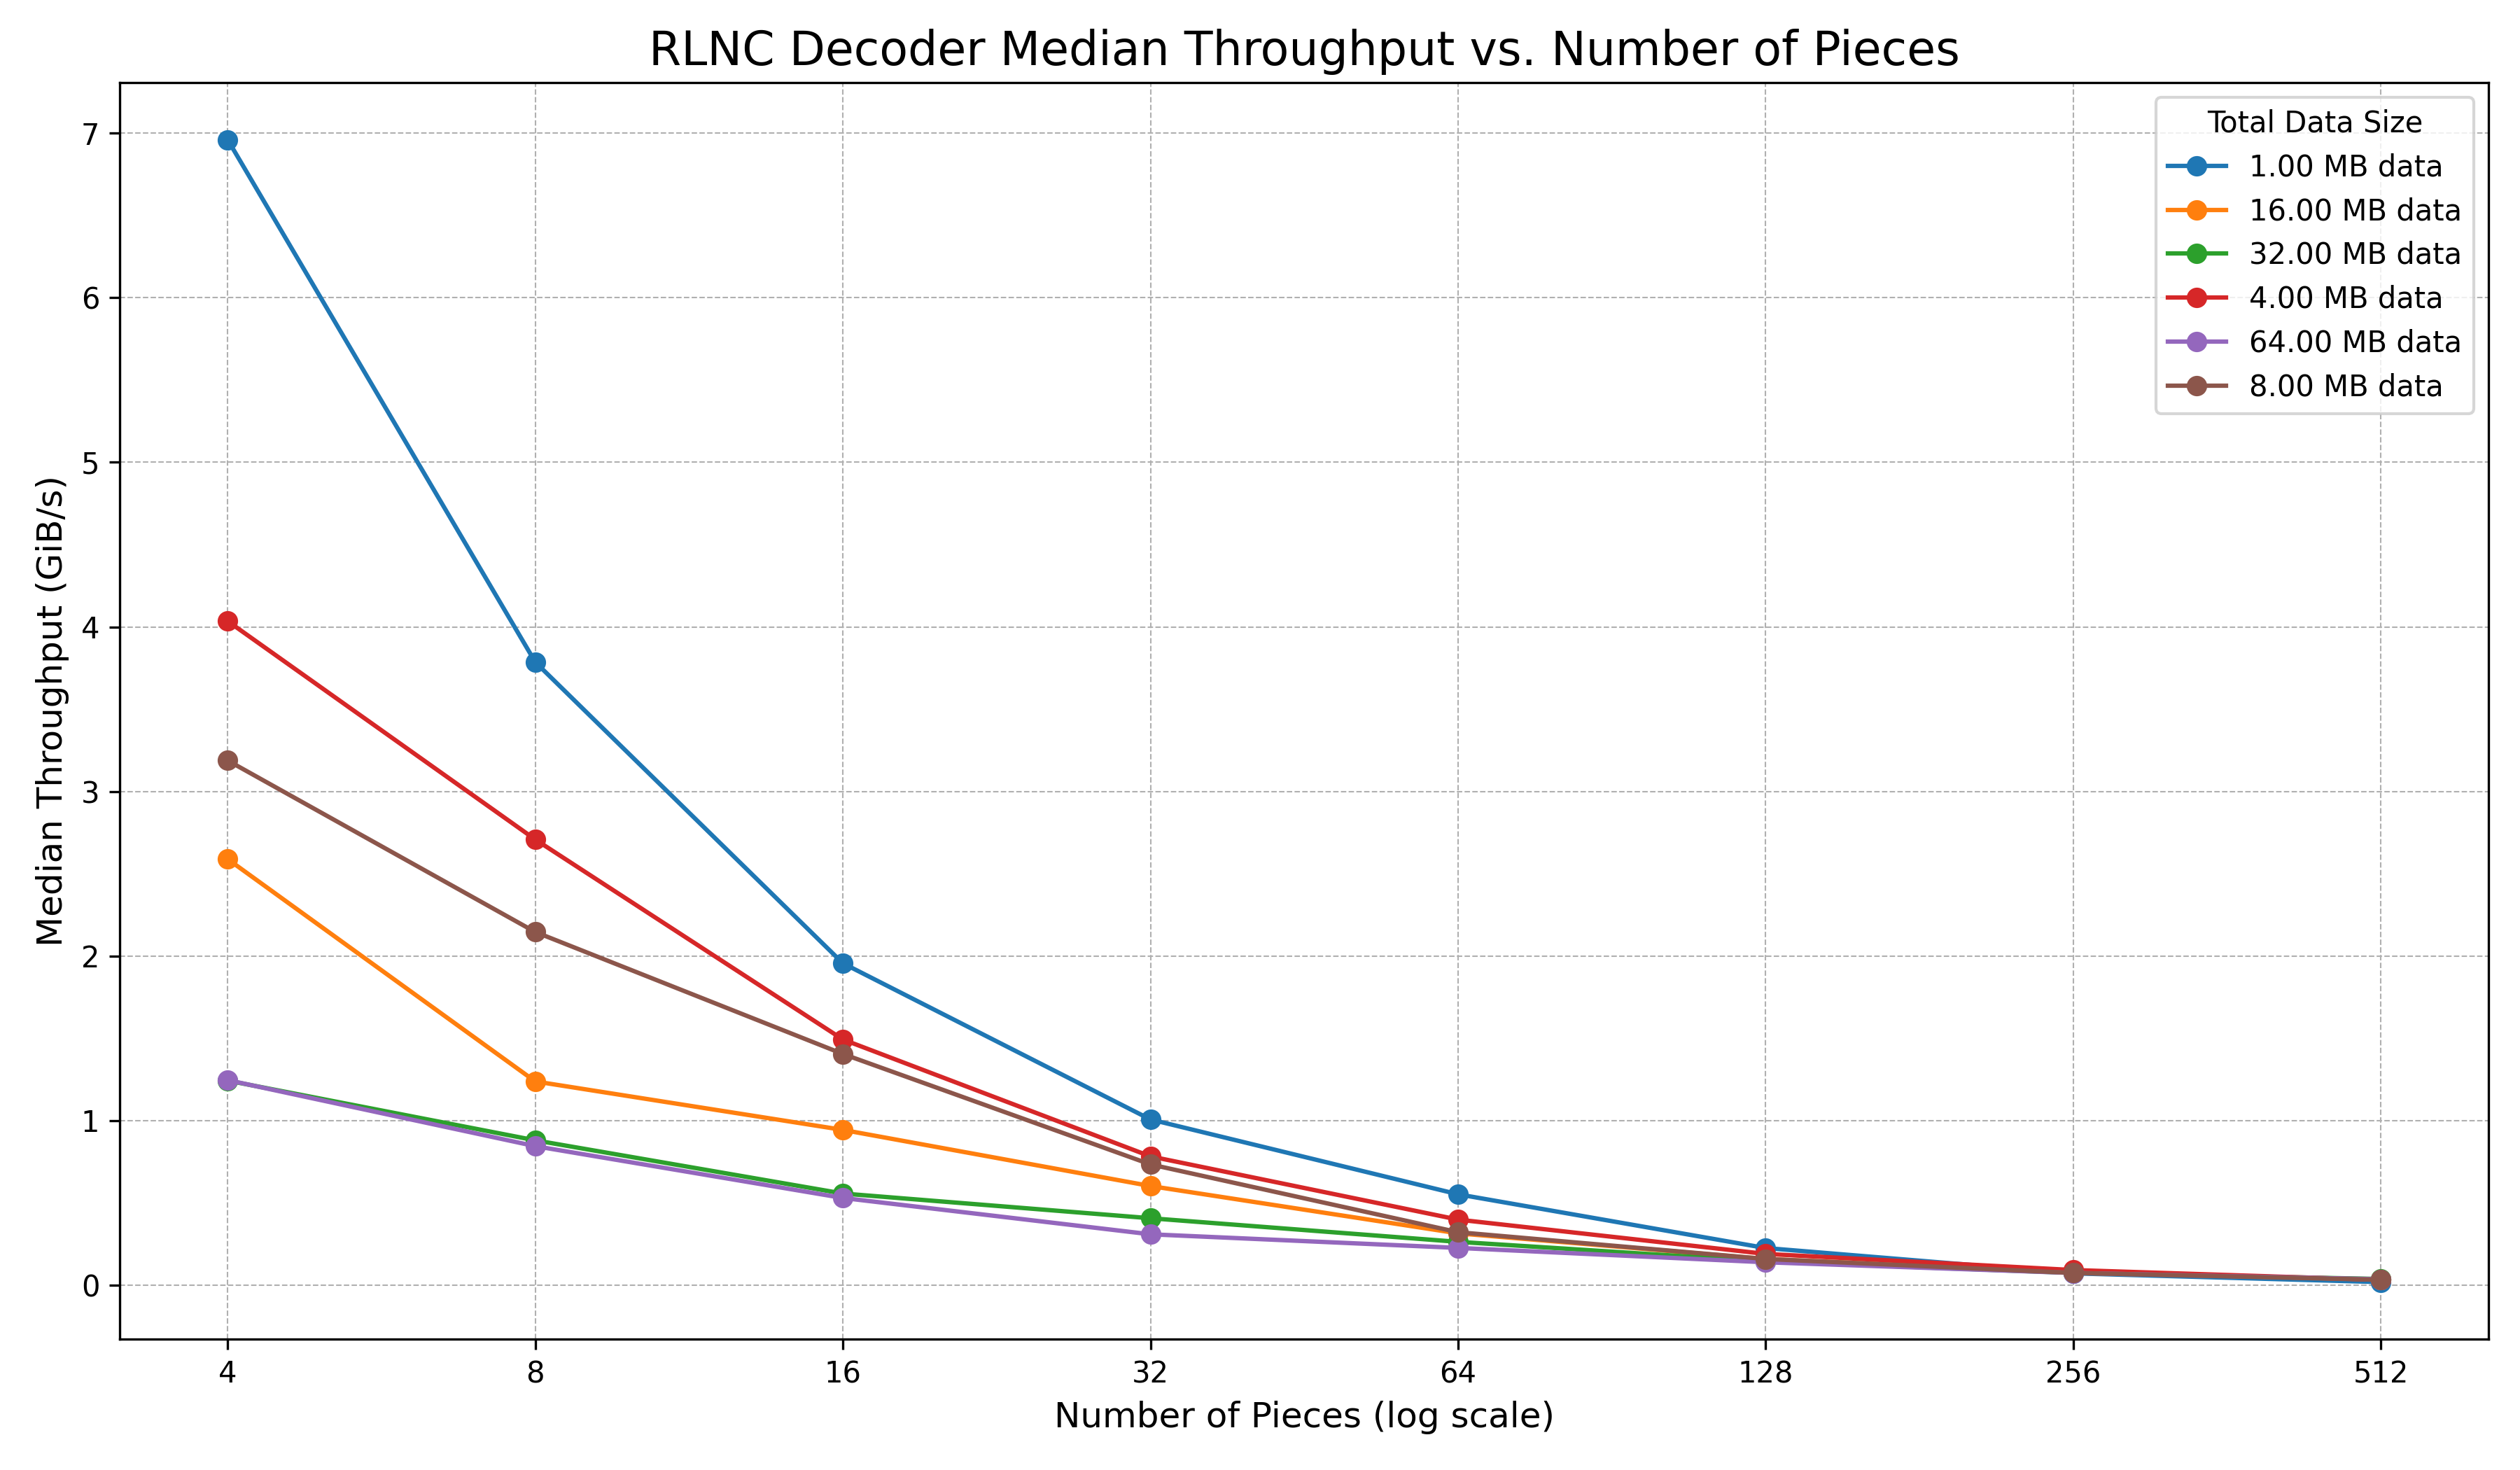 RLNC Decoder Median Throughput vs. Number of Pieces
Median Throughput (GiB/s)
7
6
5
4
3
2
1
0
Total Data Size
1.00 MB data
16.00 MB data
32.00 MB data
4.00 MB data
64.00 MB data
8.00 MB data
4 8 16 32 64 128 256 512
Number of Pieces (log scale)